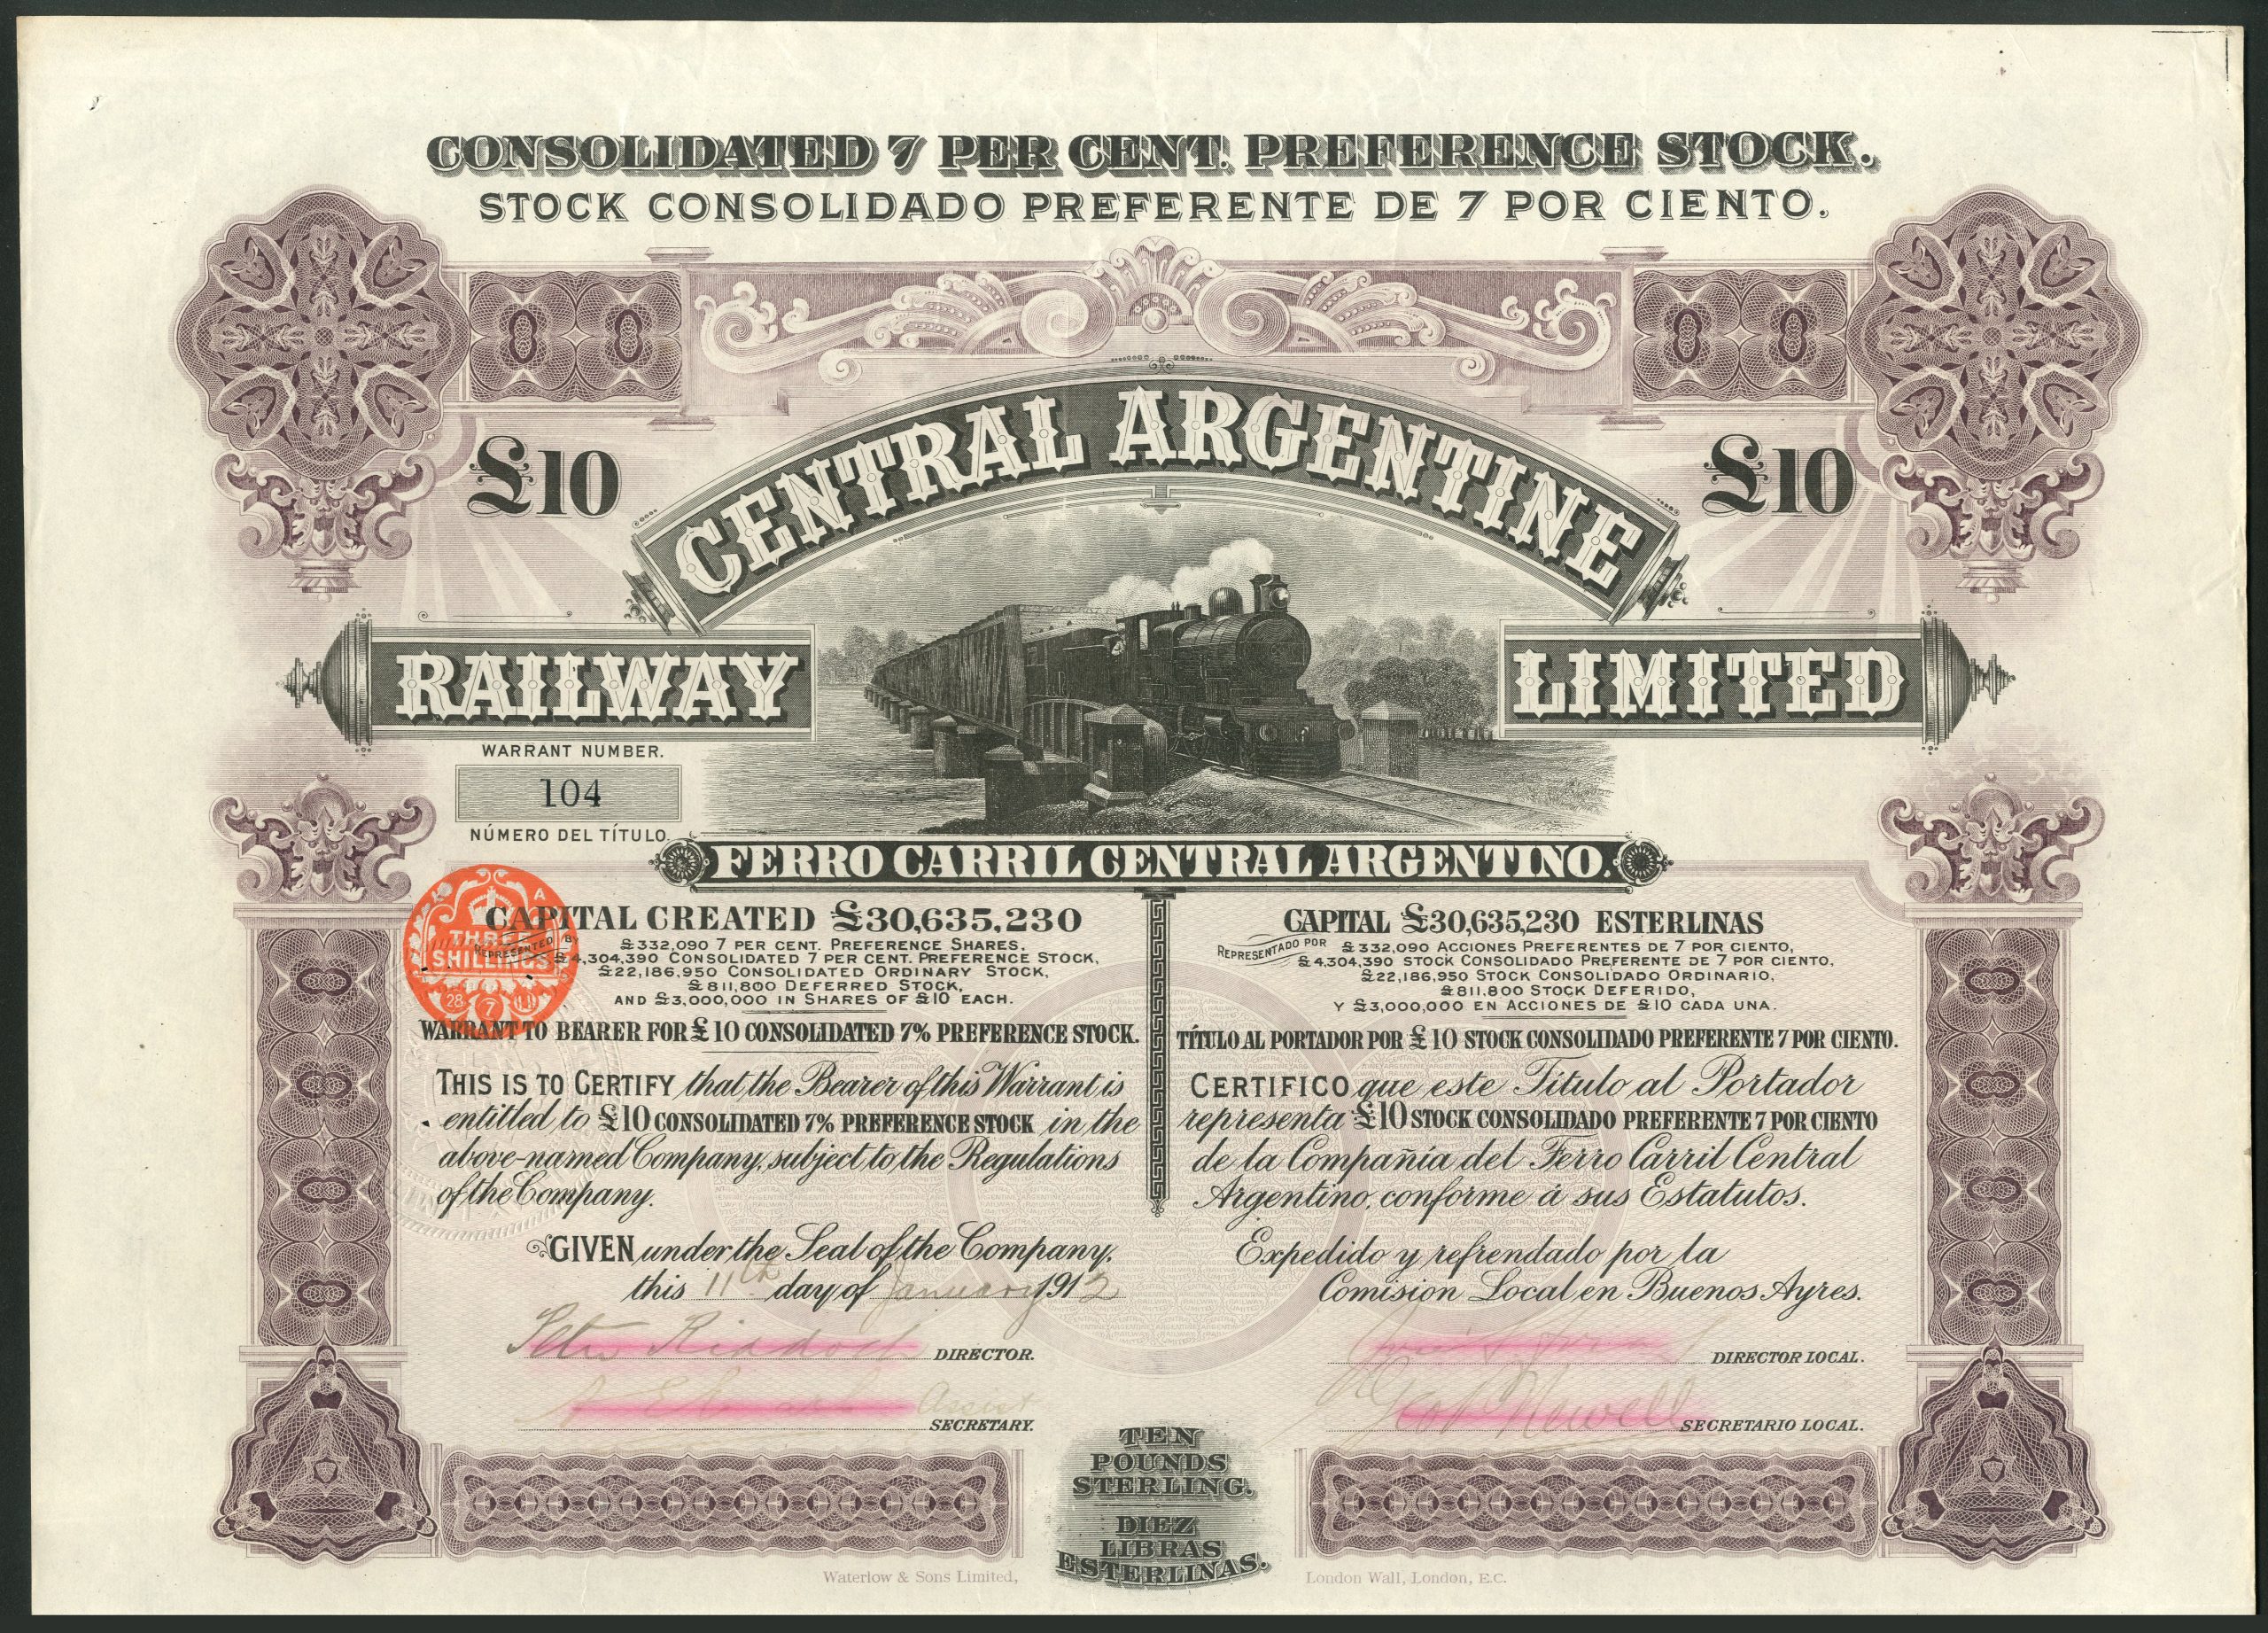 CONSOLIDATED 7 PER CENT. PREFERENCE STOCK.
STOCK CONSOLIDADO PREFERENTE DE 7 POR CIENTO.
£10
£10
CENTRAL ARGENTINE
RAILWAY
LIMITED
WARRANT NUMBER.
104
NÚMERO DEL TÍTULO.
FERRO CARRIL CENTRAL ARGENTINO.
A
THREE
SHILLINGS
28 7 11
CAPITAL CREATED £30,635,230
REPRESENTED BY
£332,090 7 PER CENT. PREFERENCE SHARES,
£4,304,390 CONSOLIDATED 7 PER CENT. PREFERENCE STOCK,
£22,186,950 CONSOLIDATED ORDINARY STOCK,
£811,800 DEFERRED STOCK,
AND £3,000,000 IN SHARES OF £10 EACH.
WARRANT TO BEARER FOR £10 CONSOLIDATED 7% PREFERENCE STOCK.
THIS IS TO CERTIFY that the Bearer of this Warrant is
entitled to £10 CONSOLIDATED 7% PREFERENCE STOCK in the
above-named Company, subject to the Regulations
of the Company.
GIVEN under the Seal of the Company,
this 11th day of January 1912
Peter Riddoch
DIRECTOR.
Assist
SECRETARY.
CAPITAL £30,635,230 ESTERLINAS
REPRESENTADO POR
£332,090 ACCIONES PREFERENTES DE 7 POR CIENTO,
£4,304,390 STOCK CONSOLIDADO PREFERENTE DE 7 POR CIENTO,
£22,186,950 STOCK CONSOLIDADO ORDINARIO,
£811,800 STOCK DEFERIDO,
Y £3,000,000 EN ACCIONES DE £10 CADA UNA.
TÍTULO AL PORTADOR POR £10 STOCK CONSOLIDADO PREFERENTE 7 POR CIENTO.
CERTIFICO que este Título al Portador
representa £10 STOCK CONSOLIDADO PREFERENTE 7 POR CIENTO
de la Compañía del Ferro Carril Central
Argentino, conforme á sus Estatutos.
Expedido y refrendado por la
Comision Local en Buenos Ayres.
DIRECTOR LOCAL.
Newell
SECRETARIO LOCAL.
TEN
POUNDS
STERLING.
DIEZ
LIBRAS
ESTERLINAS.
Waterlow & Sons Limited,
London Wall, London, E.C.